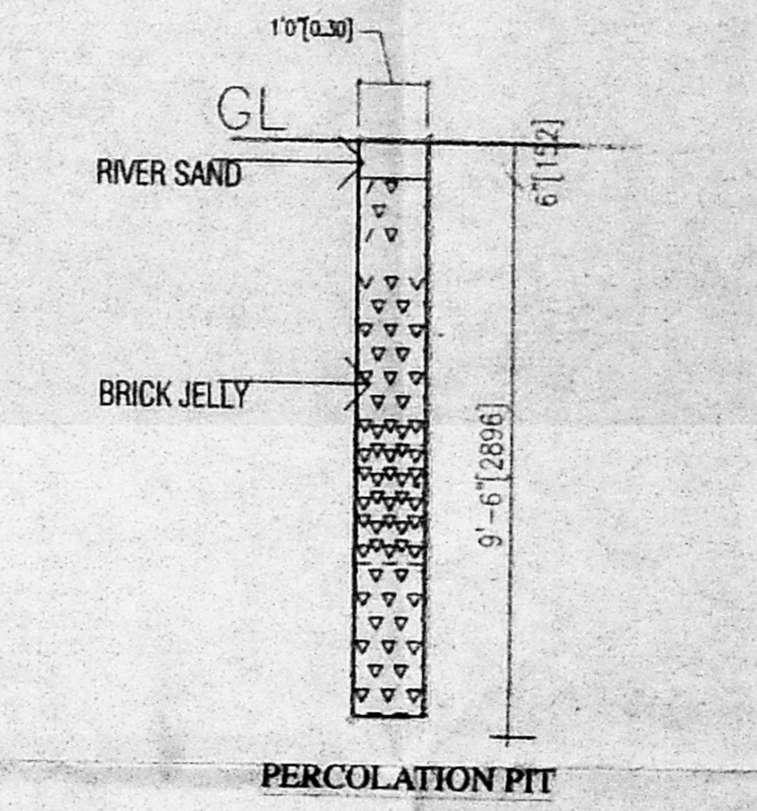 1'0"[0.30]
GL
RIVER SAND
6"[152]
BRICK JELLY
9'-6"[2896]
PERCOLATION PIT